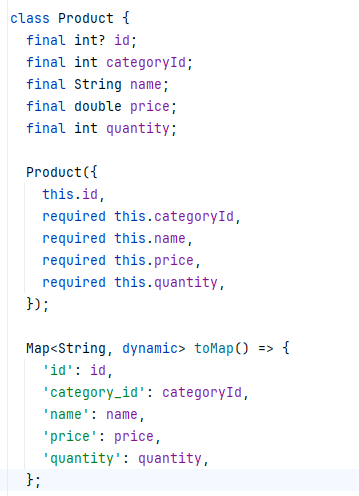 class Product {
  final int? id;
  final int categoryId;
  final String name;
  final double price;
  final int quantity;

  Product({
    this.id,
    required this.categoryId,
    required this.name,
    required this.price,
    required this.quantity,
  });

  Map<String, dynamic> toMap() => {
    'id': id,
    'category_id': categoryId,
    'name': name,
    'price': price,
    'quantity': quantity,
  };